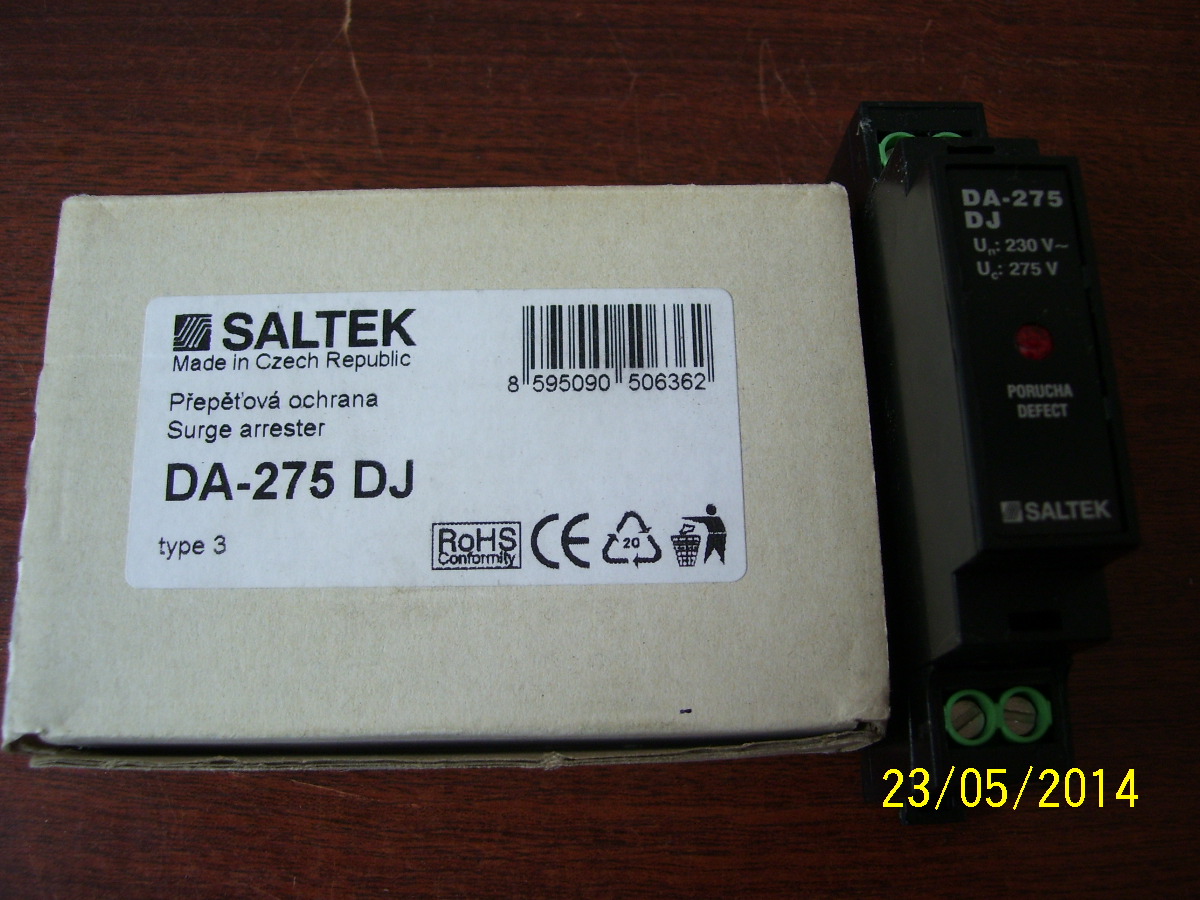 SALTEK
Made in Czech Republic
8 595090 506362
Přepěťová ochrana
Surge arrester
DA-275 DJ
type 3
RoHS
Conformity
CE
20
DA-275
DJ
Un: 230 V~
Uc: 275 V
PORUCHA
DEFECT
SALTEK
23/05/2014